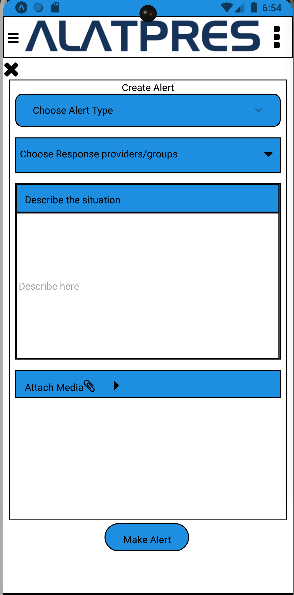 6:54
ALATPRES
Create Alert
Choose Alert Type
Choose Response providers/groups
Describe the situation
Describe here
Attach Media
Make Alert